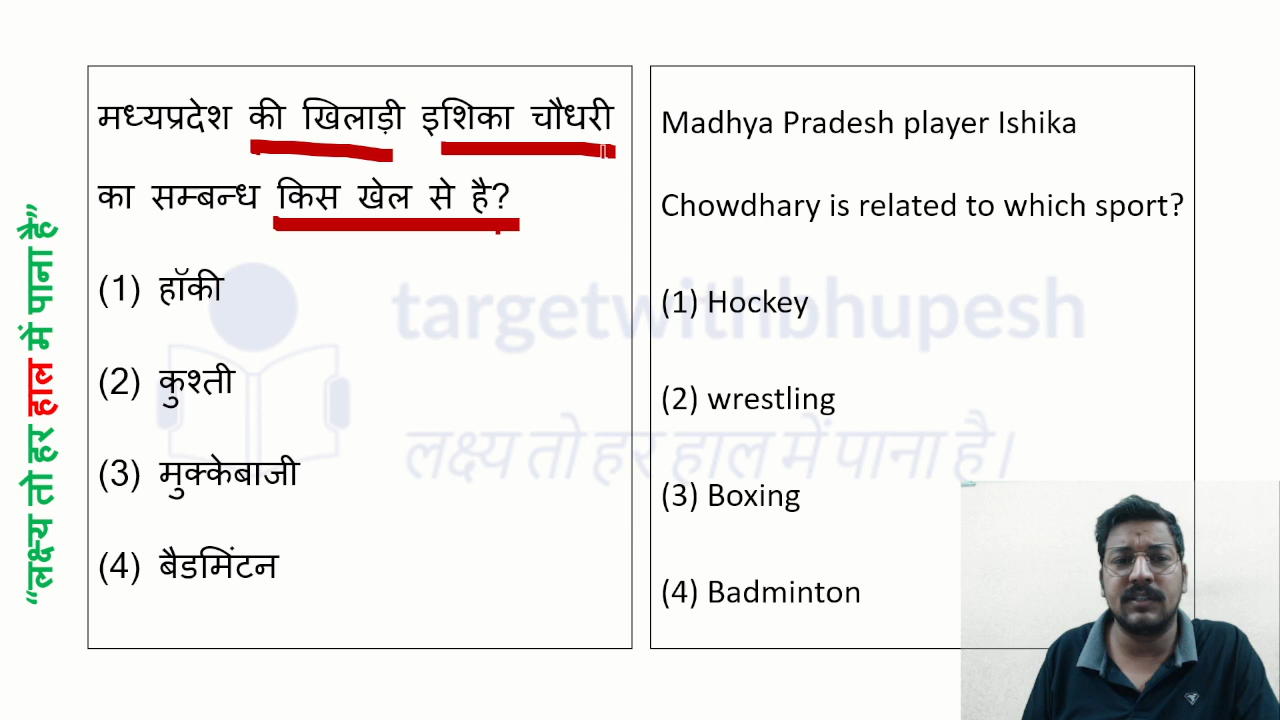 “लक्ष्य तो हर हाल में पाना है”
मध्यप्रदेश की खिलाड़ी इशिका चौधरी
का सम्बन्ध किस खेल से है?
(1) हॉकी
(2) कुश्ती
(3) मुक्केबाजी
(4) बैडमिंटन
Madhya Pradesh player Ishika
Chowdhary is related to which sport?
(1) Hockey
(2) wrestling
(3) Boxing
(4) Badminton
targetwithbhupesh
लक्ष्य तो हर हाल में पाना है।